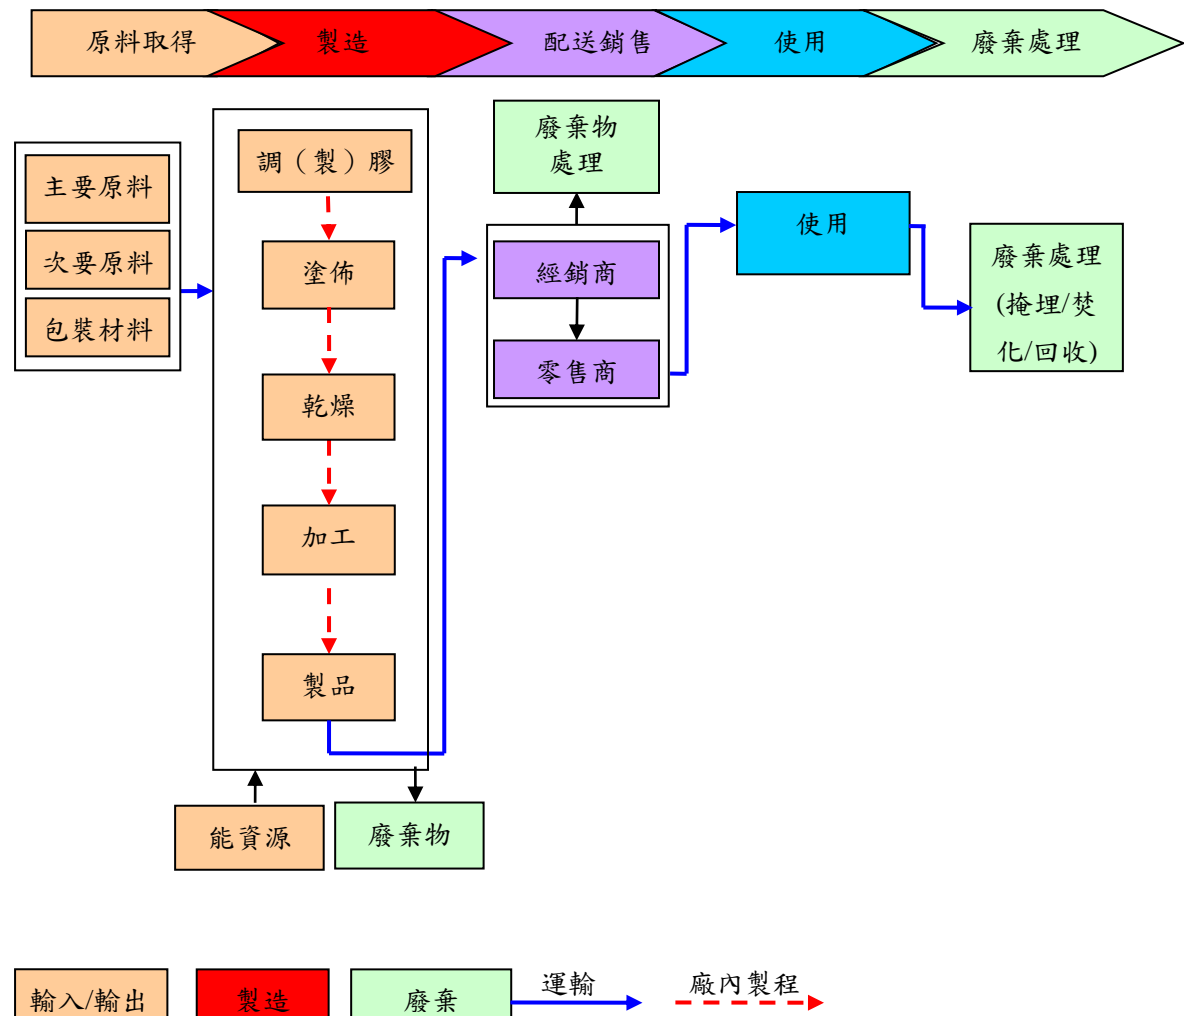 原料取得
製造
配送銷售
使用
廢棄處理
主要原料
次要原料
包裝材料
調（製）膠
塗佈
乾燥
加工
製品
能資源
廢棄物
廢棄物
處理
經銷商
零售商
使用
廢棄處理
(掩埋/焚
化/回收)
輸入/輸出
製造
廢棄
運輸
廠內製程